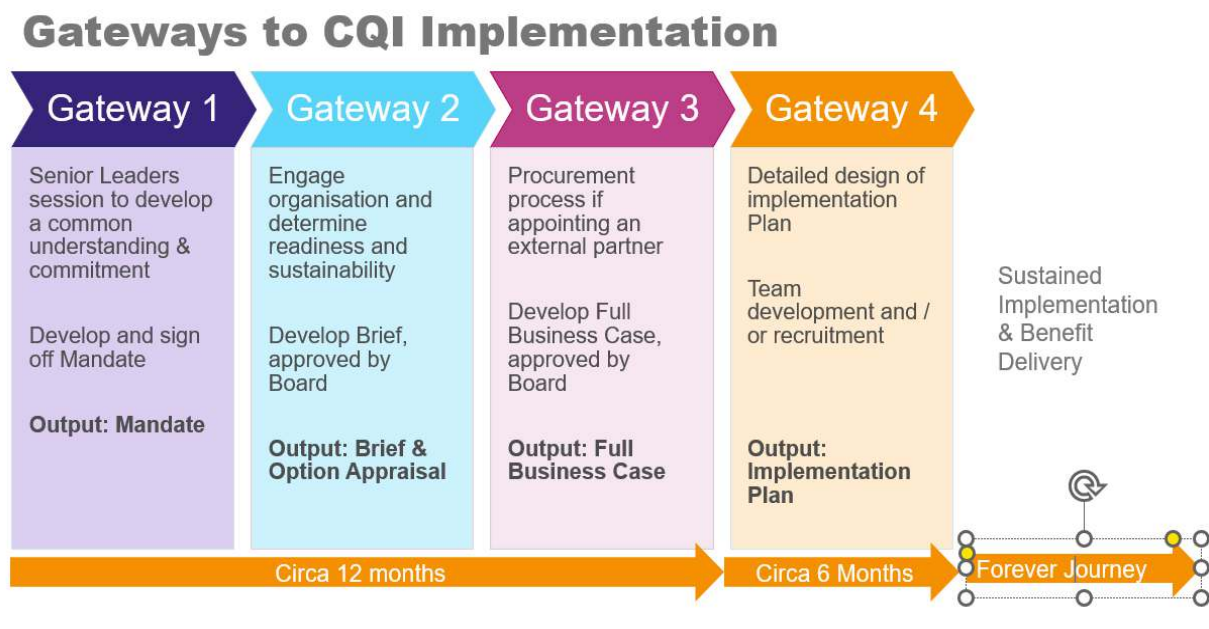 Gateways to CQI Implementation
Gateway 1
Senior Leaders
session to develop
a common
understanding &
commitment
Develop and sign
off Mandate
Output: Mandate
Gateway 2
Engage
organisation and
determine
readiness and
sustainability
Develop Brief,
approved by
Board
Output: Brief &
Option Appraisal
Gateway 3
Procurement
process if
appointing an
external partner
Develop Full
Business Case,
approved by
Board
Output: Full
Business Case
Gateway 4
Detailed design of
implementation
Plan
Team
development and /
or recruitment
Output:
Implementation
Plan
Sustained
Implementation
& Benefit
Delivery
Circa 12 months
Circa 6 Months
Forever Journey